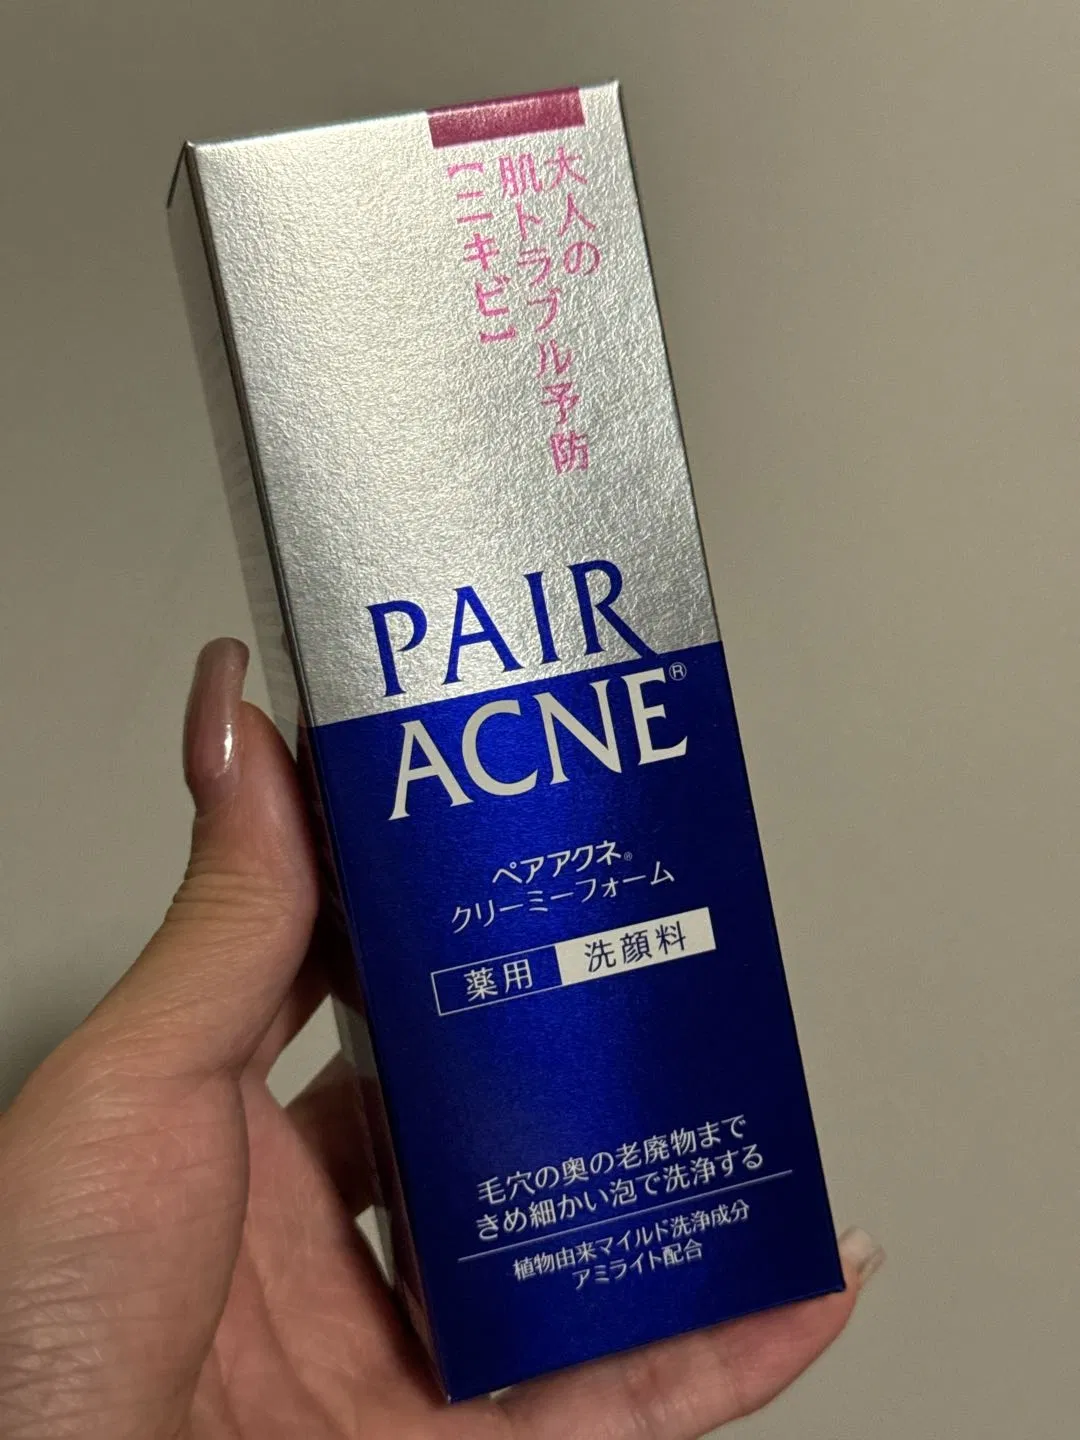 大人の
肌トラブル予防
【ニキビ】
PAIR
ACNE®
ペアアクネ®
クリーミーフォーム
薬用 洗顔料
毛穴の奥の老廃物まで
きめ細かい泡で洗浄する
植物由来マイルド洗浄成分
アミライト配合